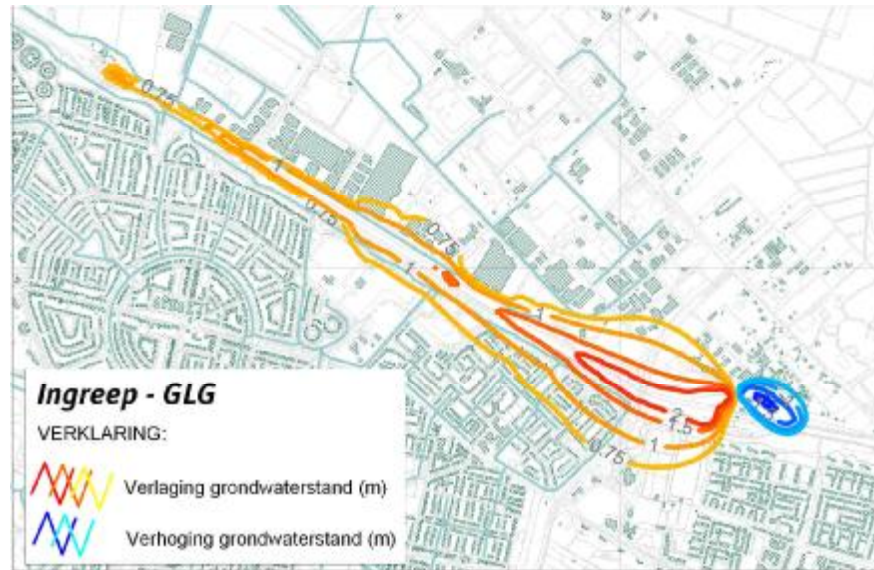 0.75
1
0.75
0.75
1
1
2
1.5
1
0.75
Ingreep - GLG
VERKLARING:
Verlaging grondwaterstand (m)
Verhoging grondwaterstand (m)